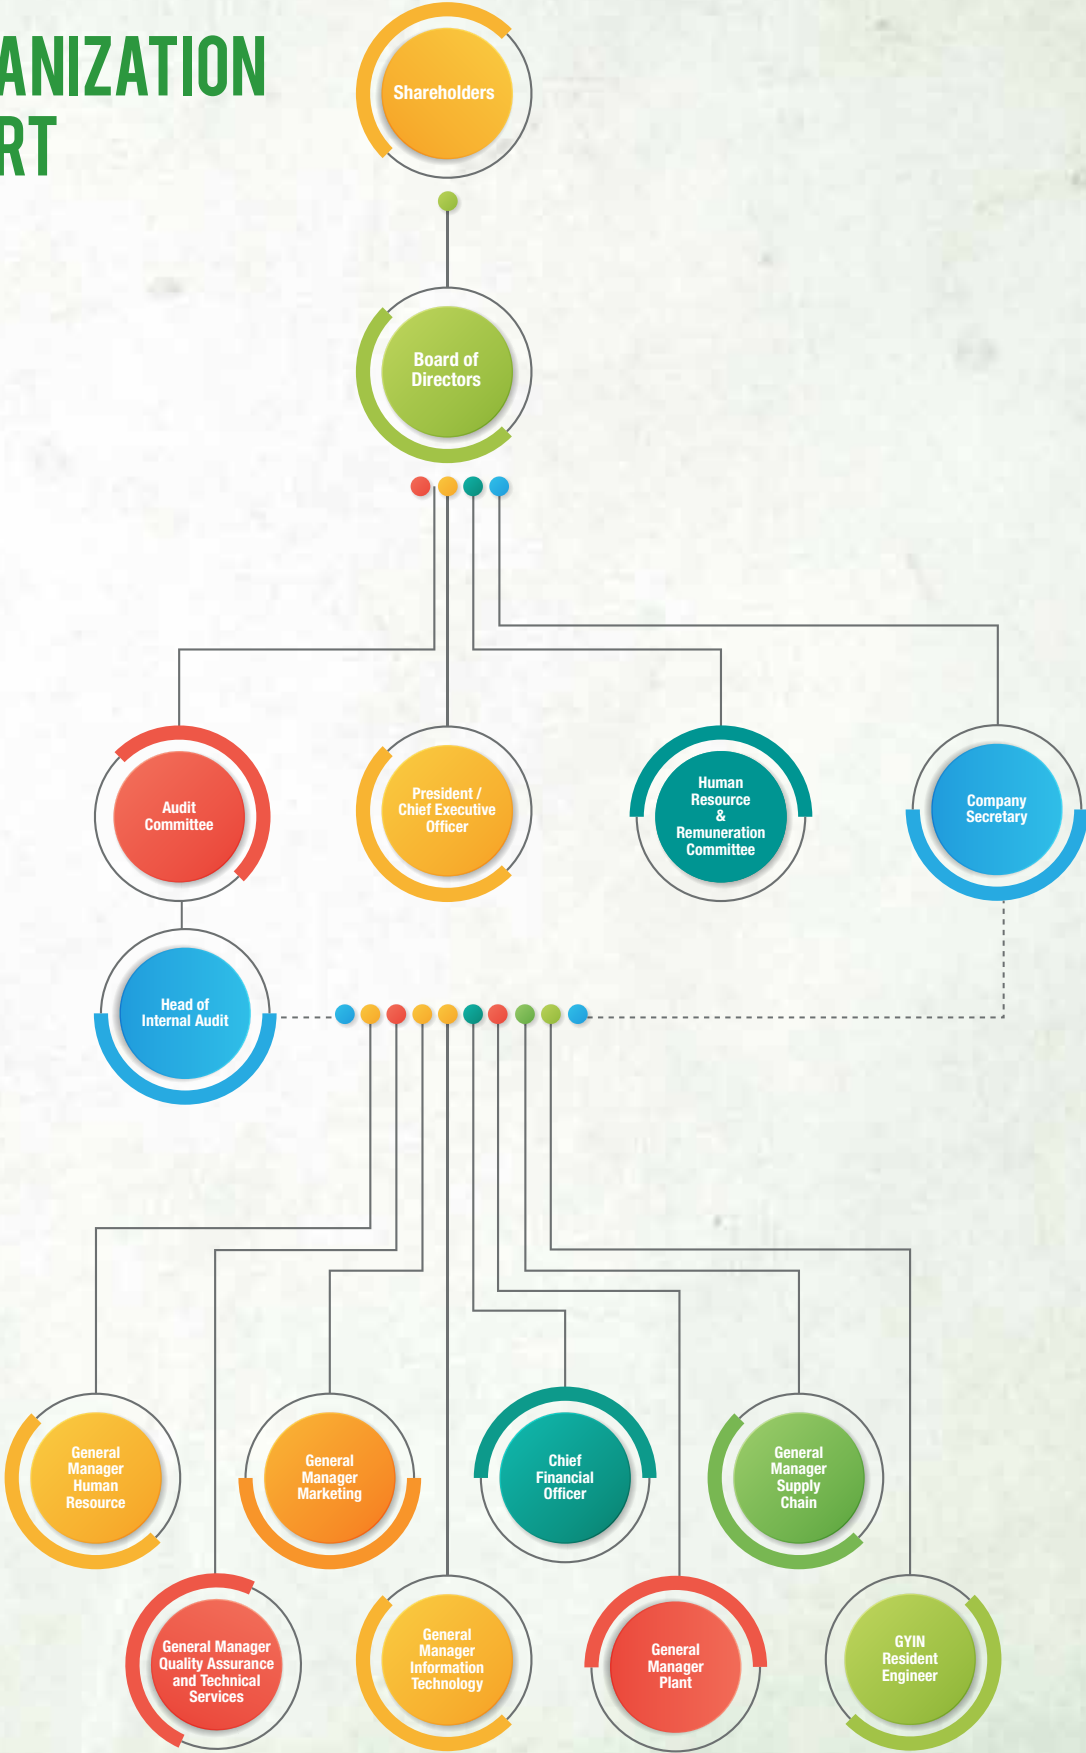 ANIZATION
RT
Shareholders
Board of
Directors
Audit
Committee
President /
Chief Executive
Officer
Human
Resource
&
Remuneration
Committee
Company
Secretary
Head of
Internal Audit
General
Manager
Human
Resource
General
Manager
Marketing
Chief
Financial
Officer
General
Manager
Supply
Chain
General Manager
Quality Assurance
and Technical
Services
General
Manager
Information
Technology
General
Manager
Plant
GYIN
Resident
Engineer